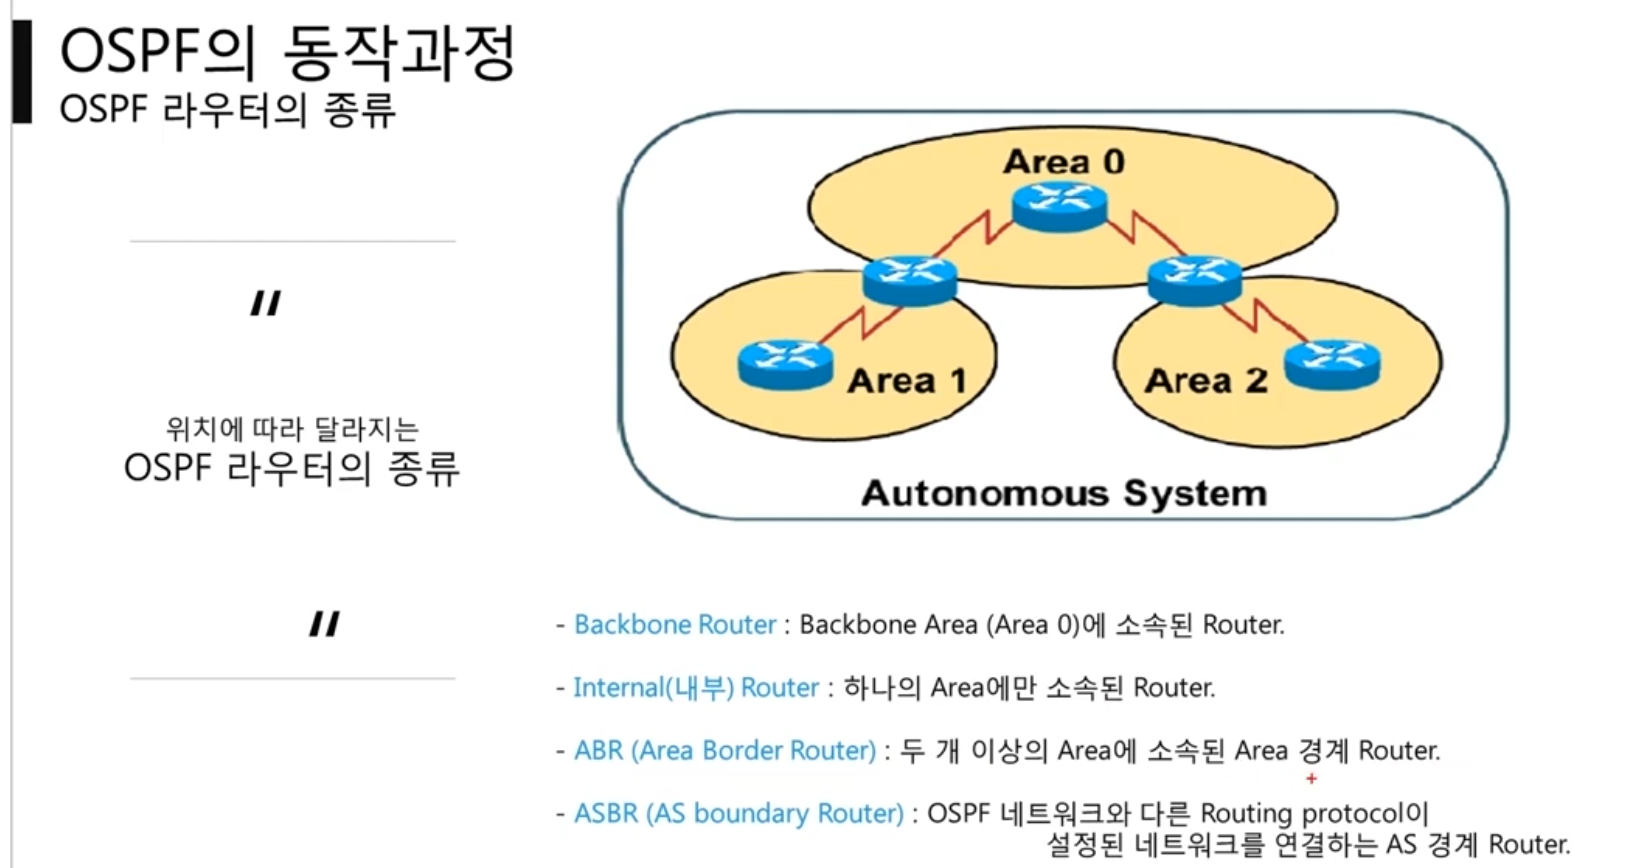 OSPF의 동작과정
OSPF 라우터의 종류
"
위치에 따라 달라지는
OSPF 라우터의 종류
"
Area 0
Area 1
Area 2
Autonomous System
- Backbone Router : Backbone Area (Area 0)에 소속된 Router.
- Internal(내부) Router : 하나의 Area에만 소속된 Router.
- ABR (Area Border Router) : 두 개 이상의 Area에 소속된 Area 경계 Router.
- ASBR (AS boundary Router) : OSPF 네트워크와 다른 Routing protocol이
설정된 네트워크를 연결하는 AS 경계 Router.